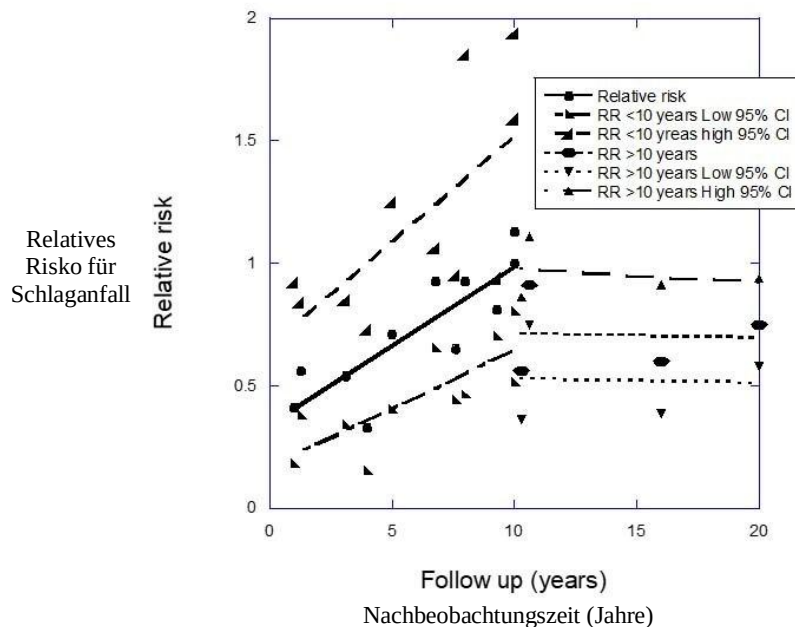 2
1.5
1
0.5
0
0
5
10
15
20
Relative risk
RR <10 years Low 95% CI
RR <10 yreas high 95% CI
RR >10 years
RR >10 years Low 95% CI
RR >10 years High 95% CI
Relatives
Risko für
Schlaganfall
Relative risk
Follow up (years)
Nachbeobachtungszeit (Jahre)